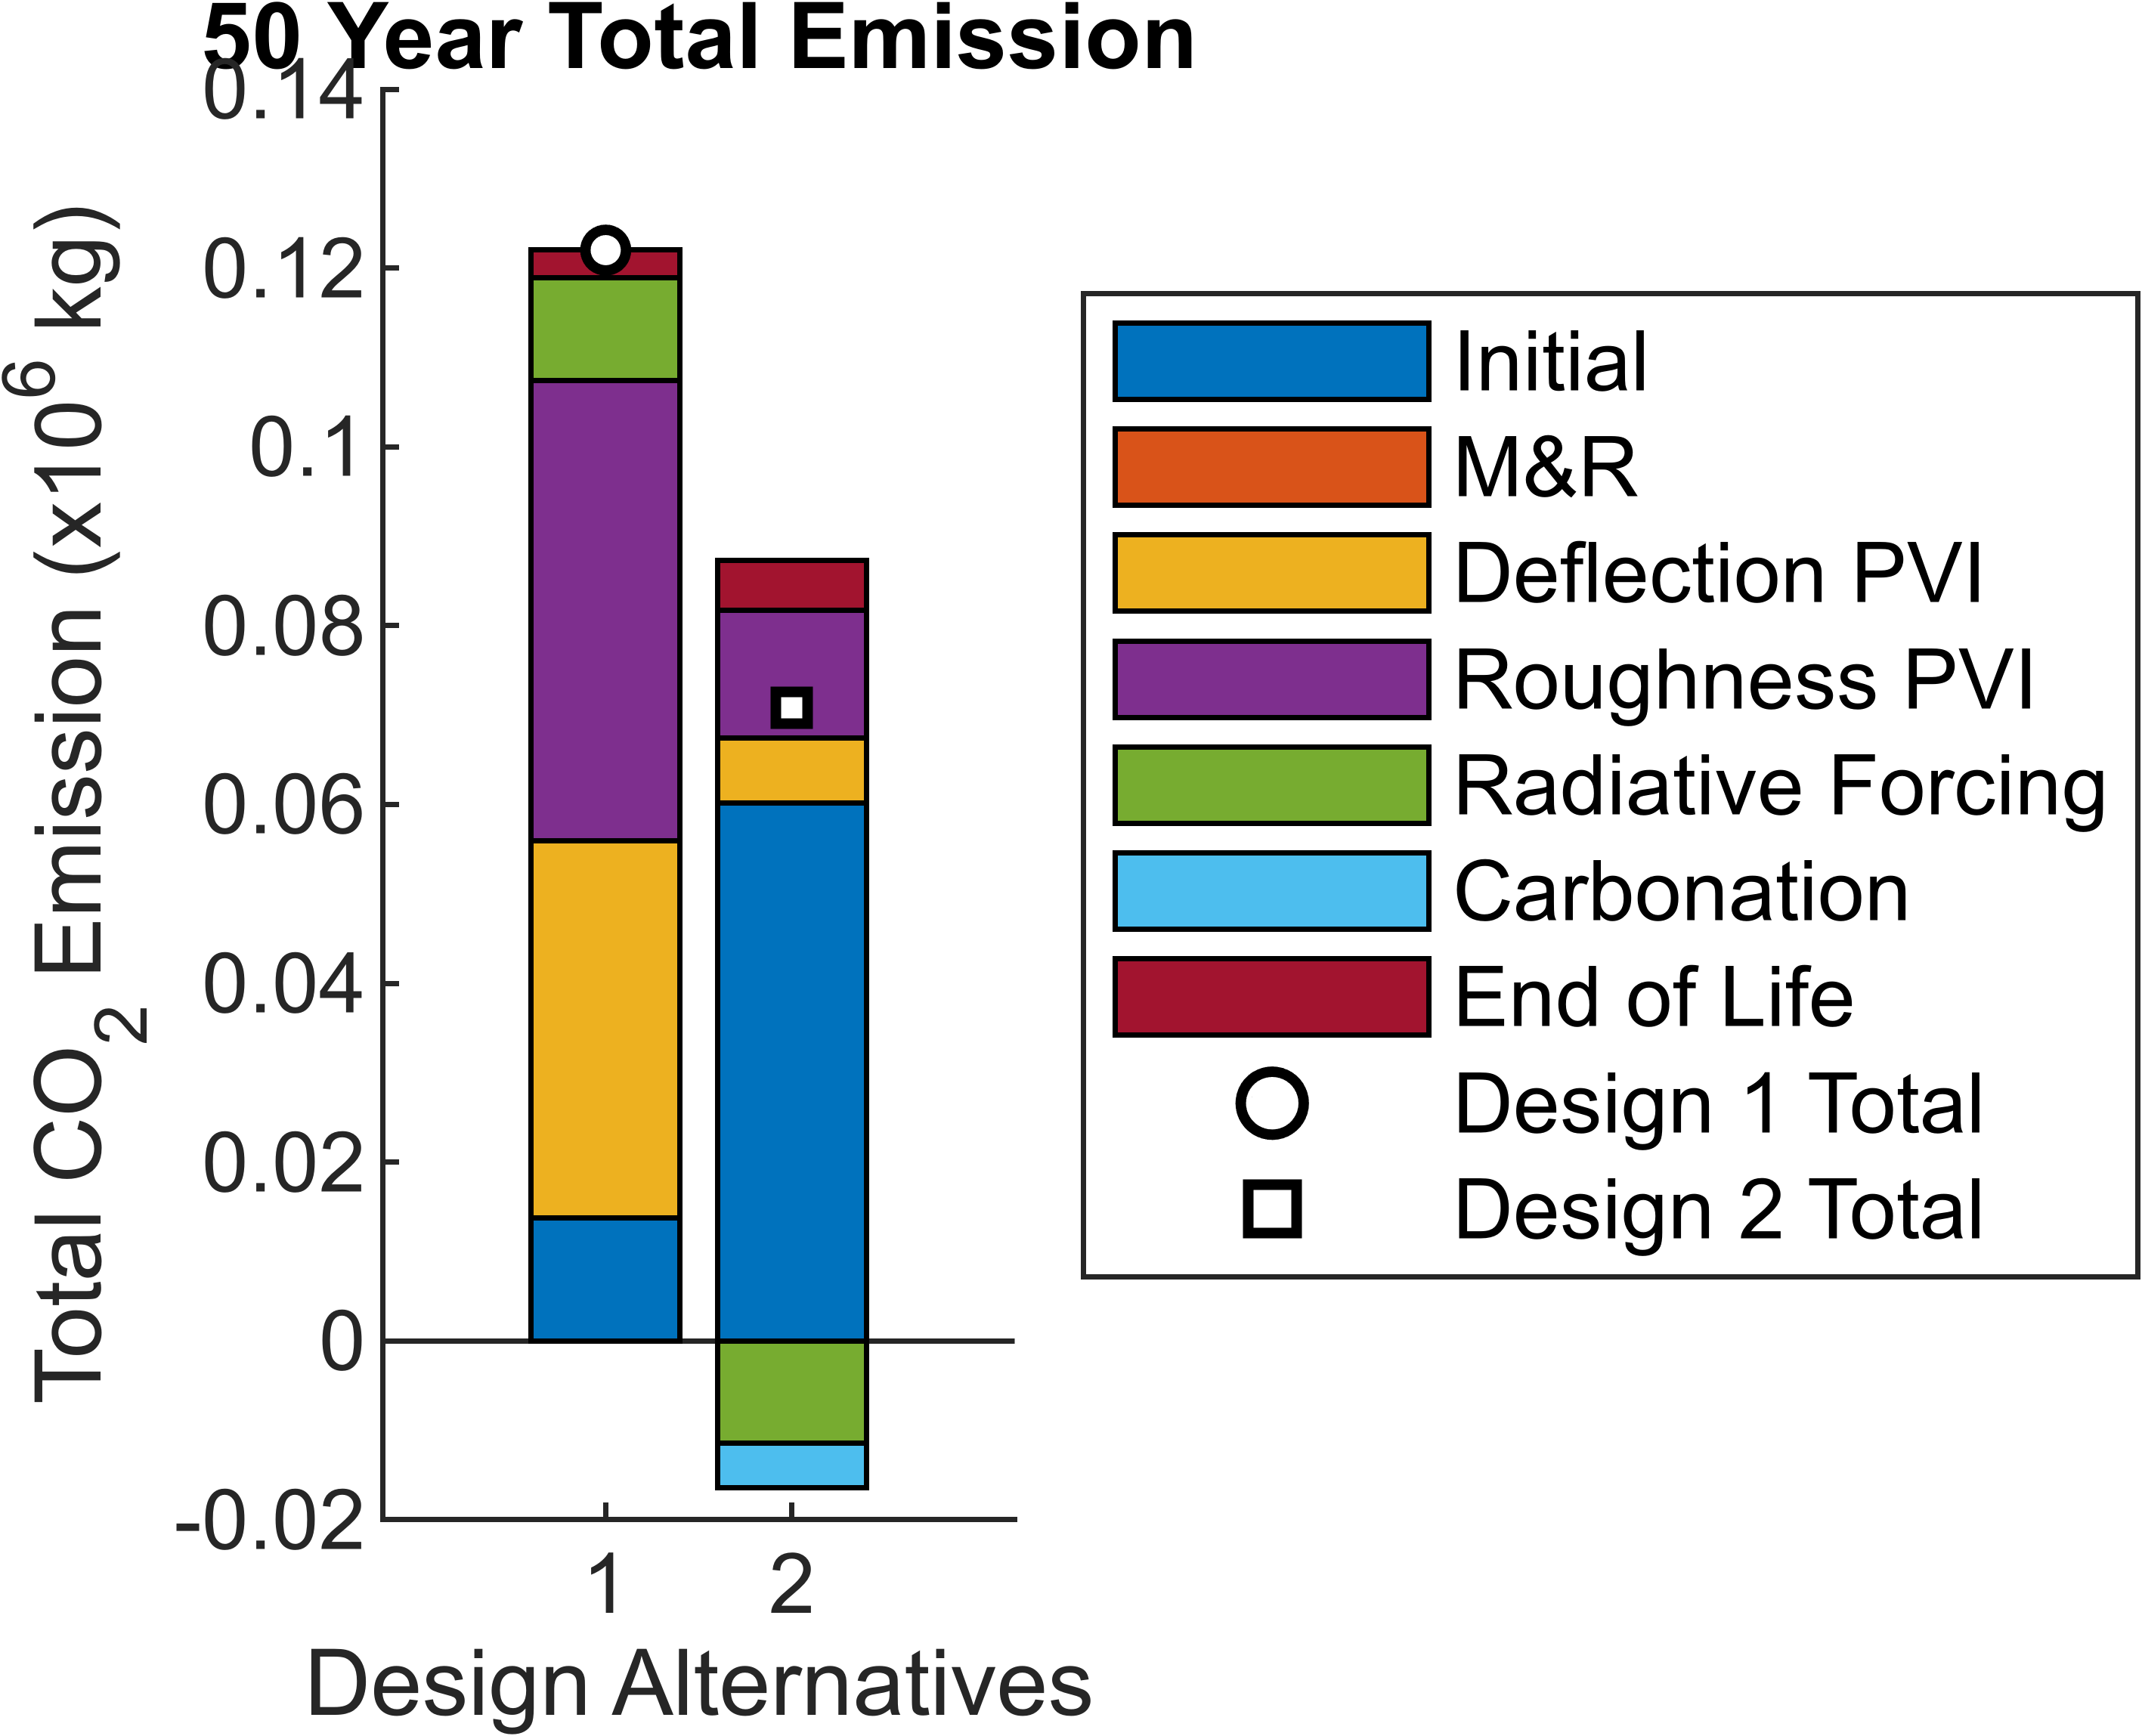 50 Year Total Emission
Total CO2 Emission (x10^6 kg)
0.14
0.12
0.1
0.08
0.06
0.04
0.02
0
-0.02
1
2
Design Alternatives
Initial
M&R
Deflection PVI
Roughness PVI
Radiative Forcing
Carbonation
End of Life
Design 1 Total
Design 2 Total